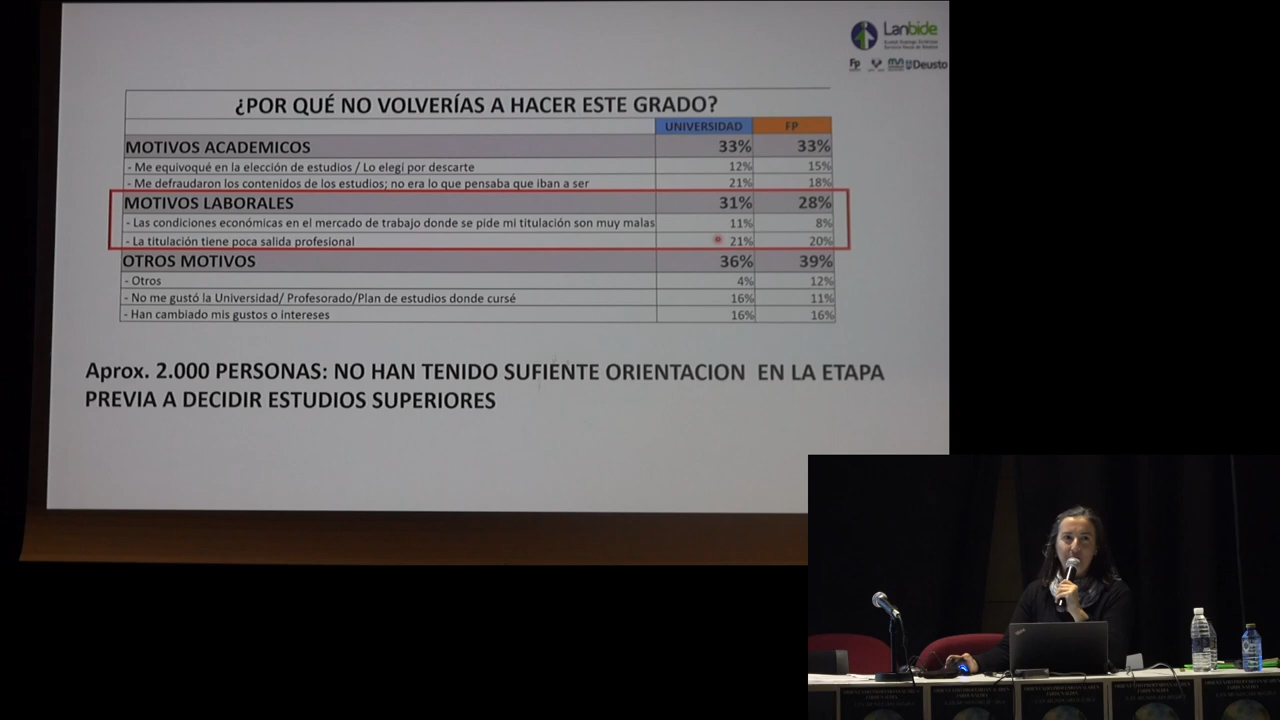 Lanbide
Fp
Deusto
¿POR QUÉ NO VOLVERÍAS A HACER ESTE GRADO?
UNIVERSIDAD FP
MOTIVOS ACADEMICOS 33% 33%
- Me equivoqué en la elección de estudios / Lo elegí por descarte 12% 15%
- Me defraudaron los contenidos de los estudios; no era lo que pensaba que iban a ser 21% 18%
MOTIVOS LABORALES 31% 28%
- Las condiciones económicas en el mercado de trabajo donde se pide mi titulación son muy malas 11% 8%
- La titulación tiene poca salida profesional 21% 20%
OTROS MOTIVOS 36% 39%
- Otros 4% 12%
- No me gustó la Universidad/ Profesorado/Plan de estudios donde cursé 16% 11%
- Han cambiado mis gustos o intereses 16% 16%
Aprox. 2.000 PERSONAS: NO HAN TENIDO SUFIENTE ORIENTACION EN LA ETAPA
PREVIA A DECIDIR ESTUDIOS SUPERIORES